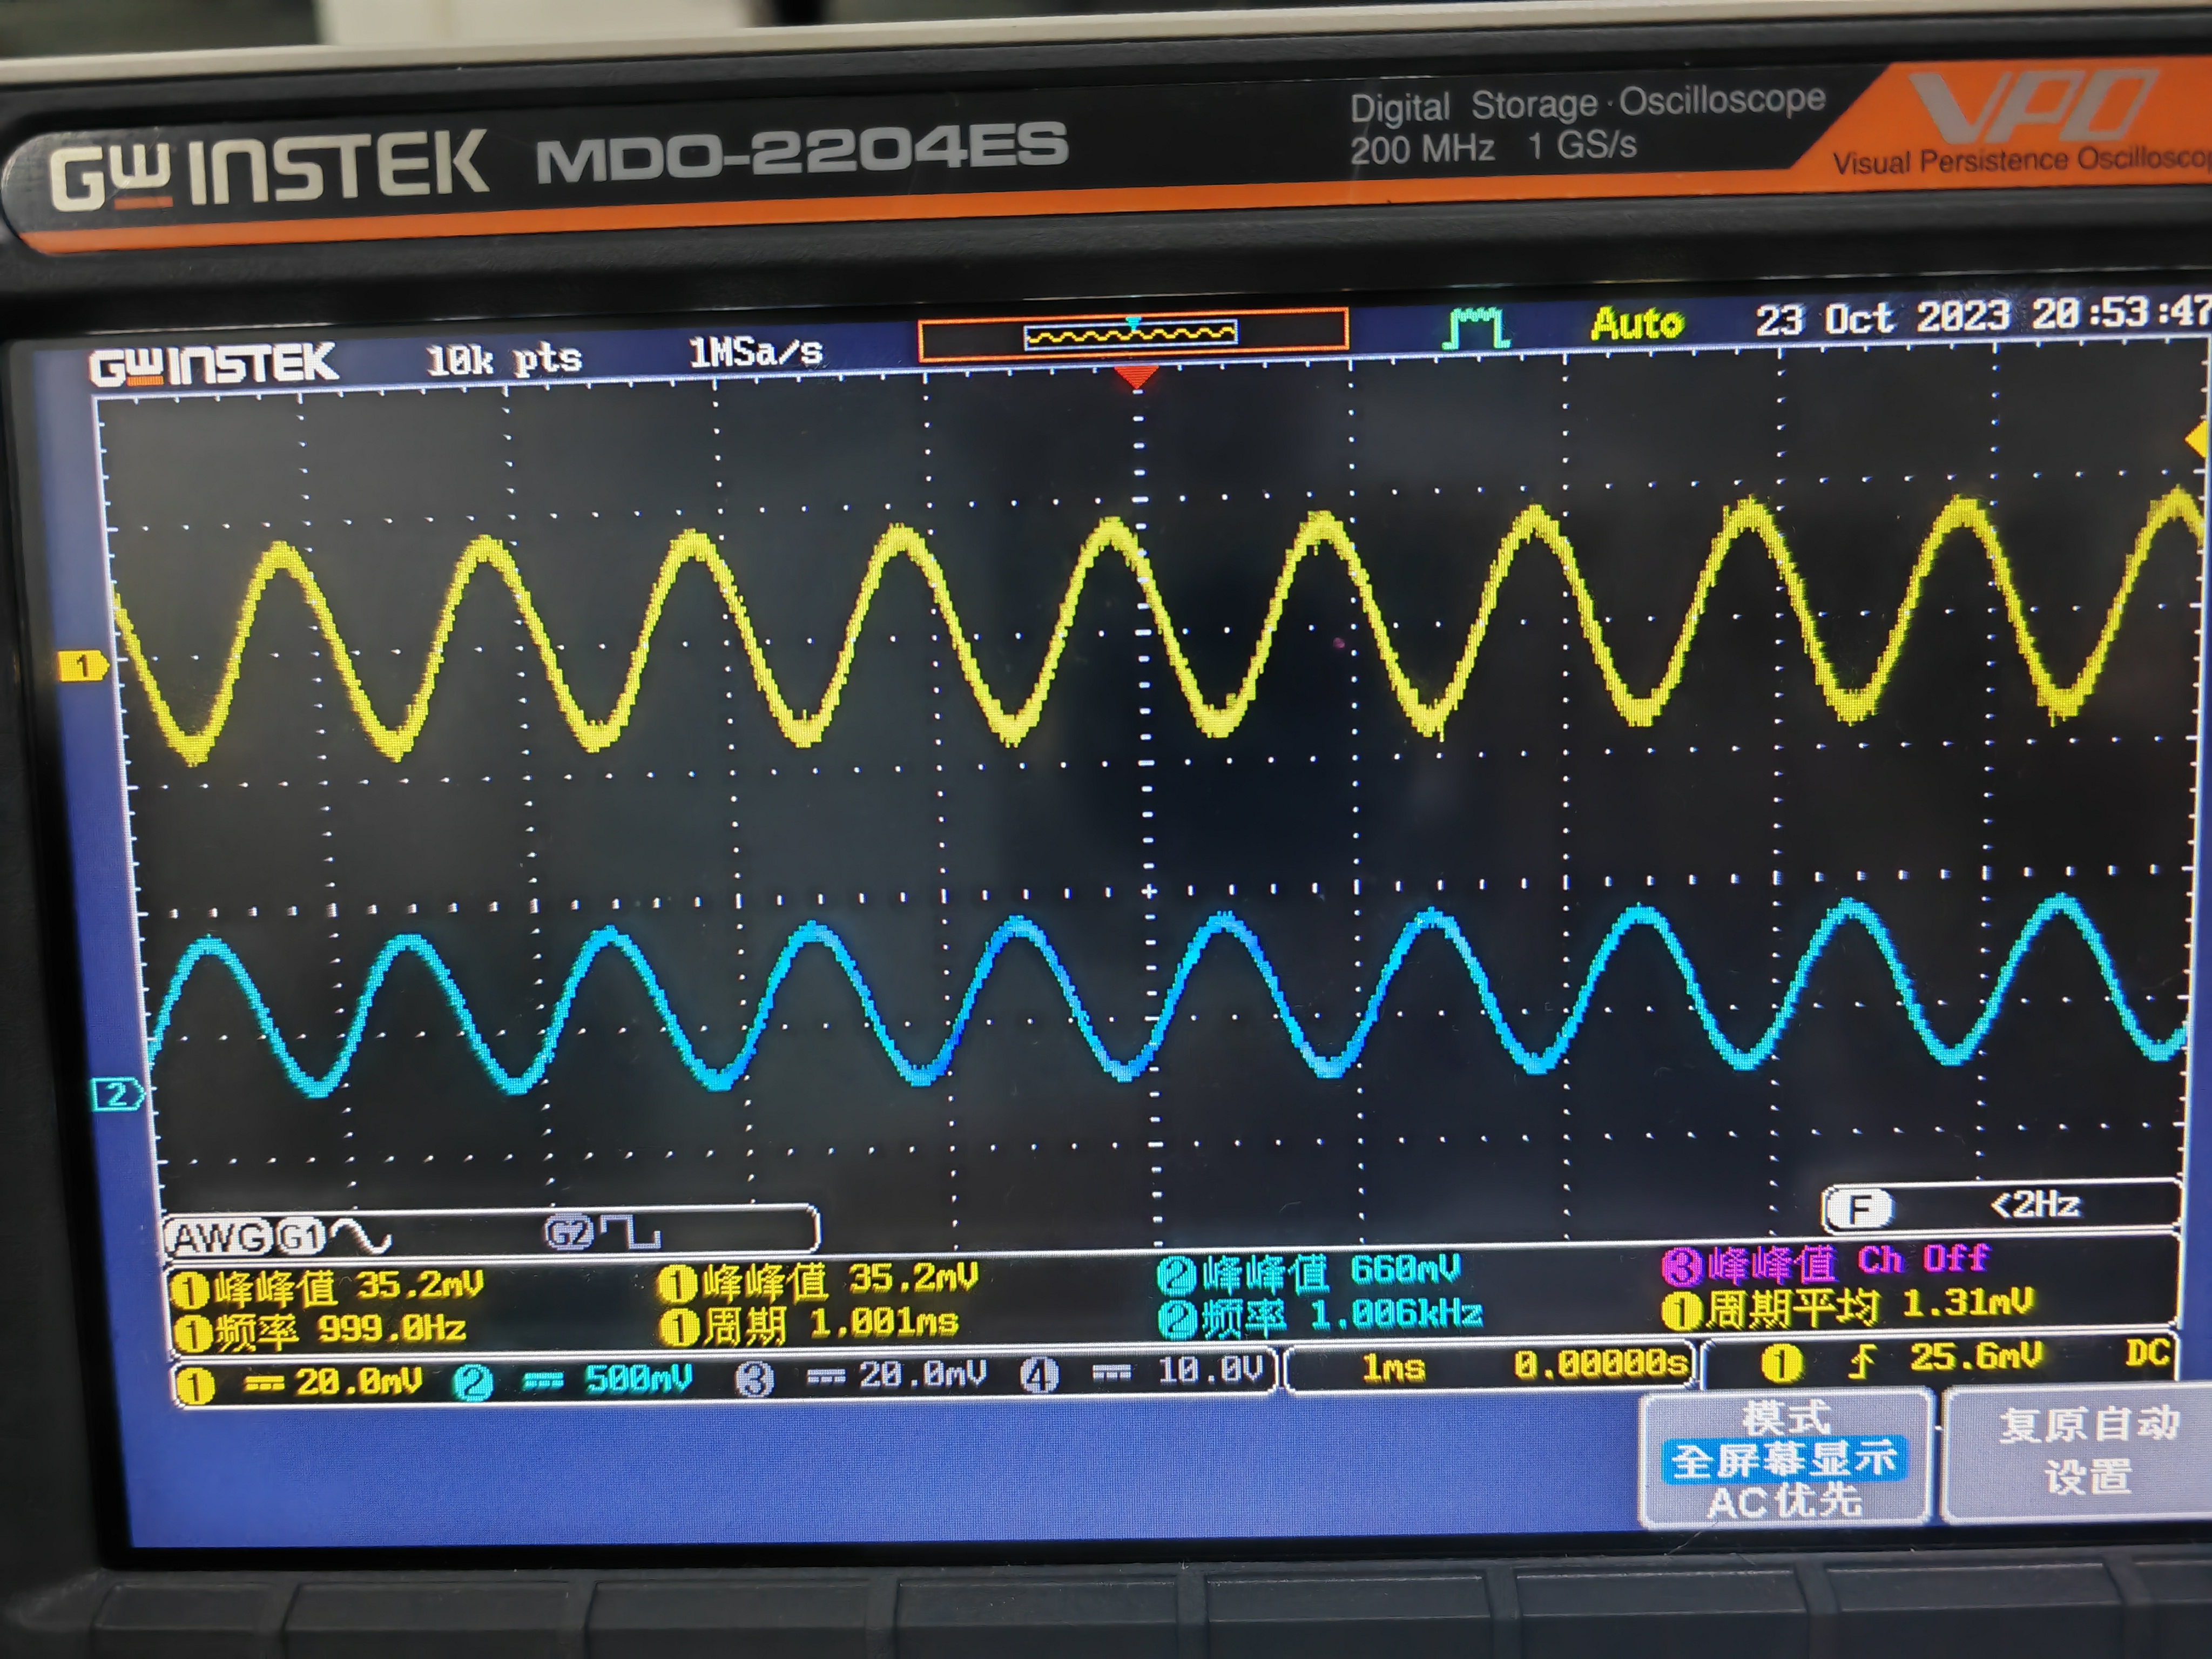 GWINSTEK MDO-2204ES
Digital Storage Oscilloscope
200 MHz 1 GS/s
VPO
Visual Persistence
GWINSTEK 10k pts 1MSa/s Auto 23 Oct 2023 20:53:47
1
2
F <2Hz
AWG G1 G2
1 峰峰值 35.2mV 1 峰峰值 35.2mV 2 峰峰值 660mV 3 峰峰值 Ch Off
1 频率 999.0Hz 1 周期 1.001ms 2 频率 1.006kHz 1 周期平均 1.31mV
1 20.0mV 2 500mV 3 20.0mV 4 10.0V 1ms 0.00000s 1 25.6mV DC
模式
全屏幕显示
AC优先
复原自动
设置